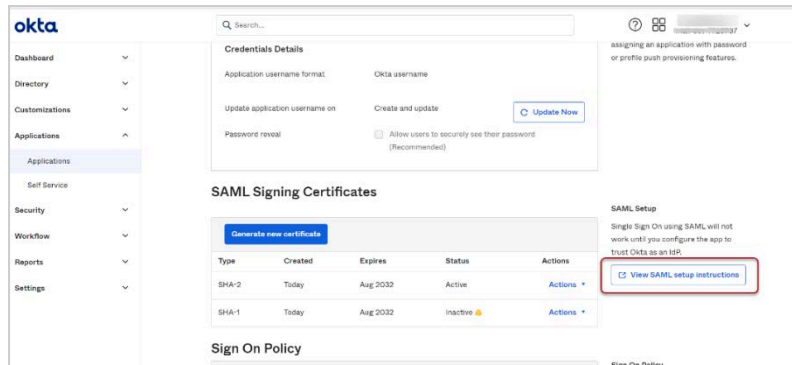 okta
Search...
assigning an application with password
or profile push provisioning features.
Dashboard
Directory
Customizations
Applications
Applications
Self Service
Security
Workflow
Reports
Settings
Credentials Details
Application username format
Okta username
Update application username on
Create and update
Update Now
Password reveal
Allow users to securely see their password
(Recommended)
SAML Signing Certificates
Generate new certificate
Type Created Expires Status Actions
SHA-2 Today Aug 2032 Active Actions
SHA-1 Today Aug 2032 Inactive Actions
SAML Setup
Single Sign On using SAML will not
work until you configure the app to
trust Okta as an IdP.
View SAML setup instructions
Sign On Policy
Sign On Policy